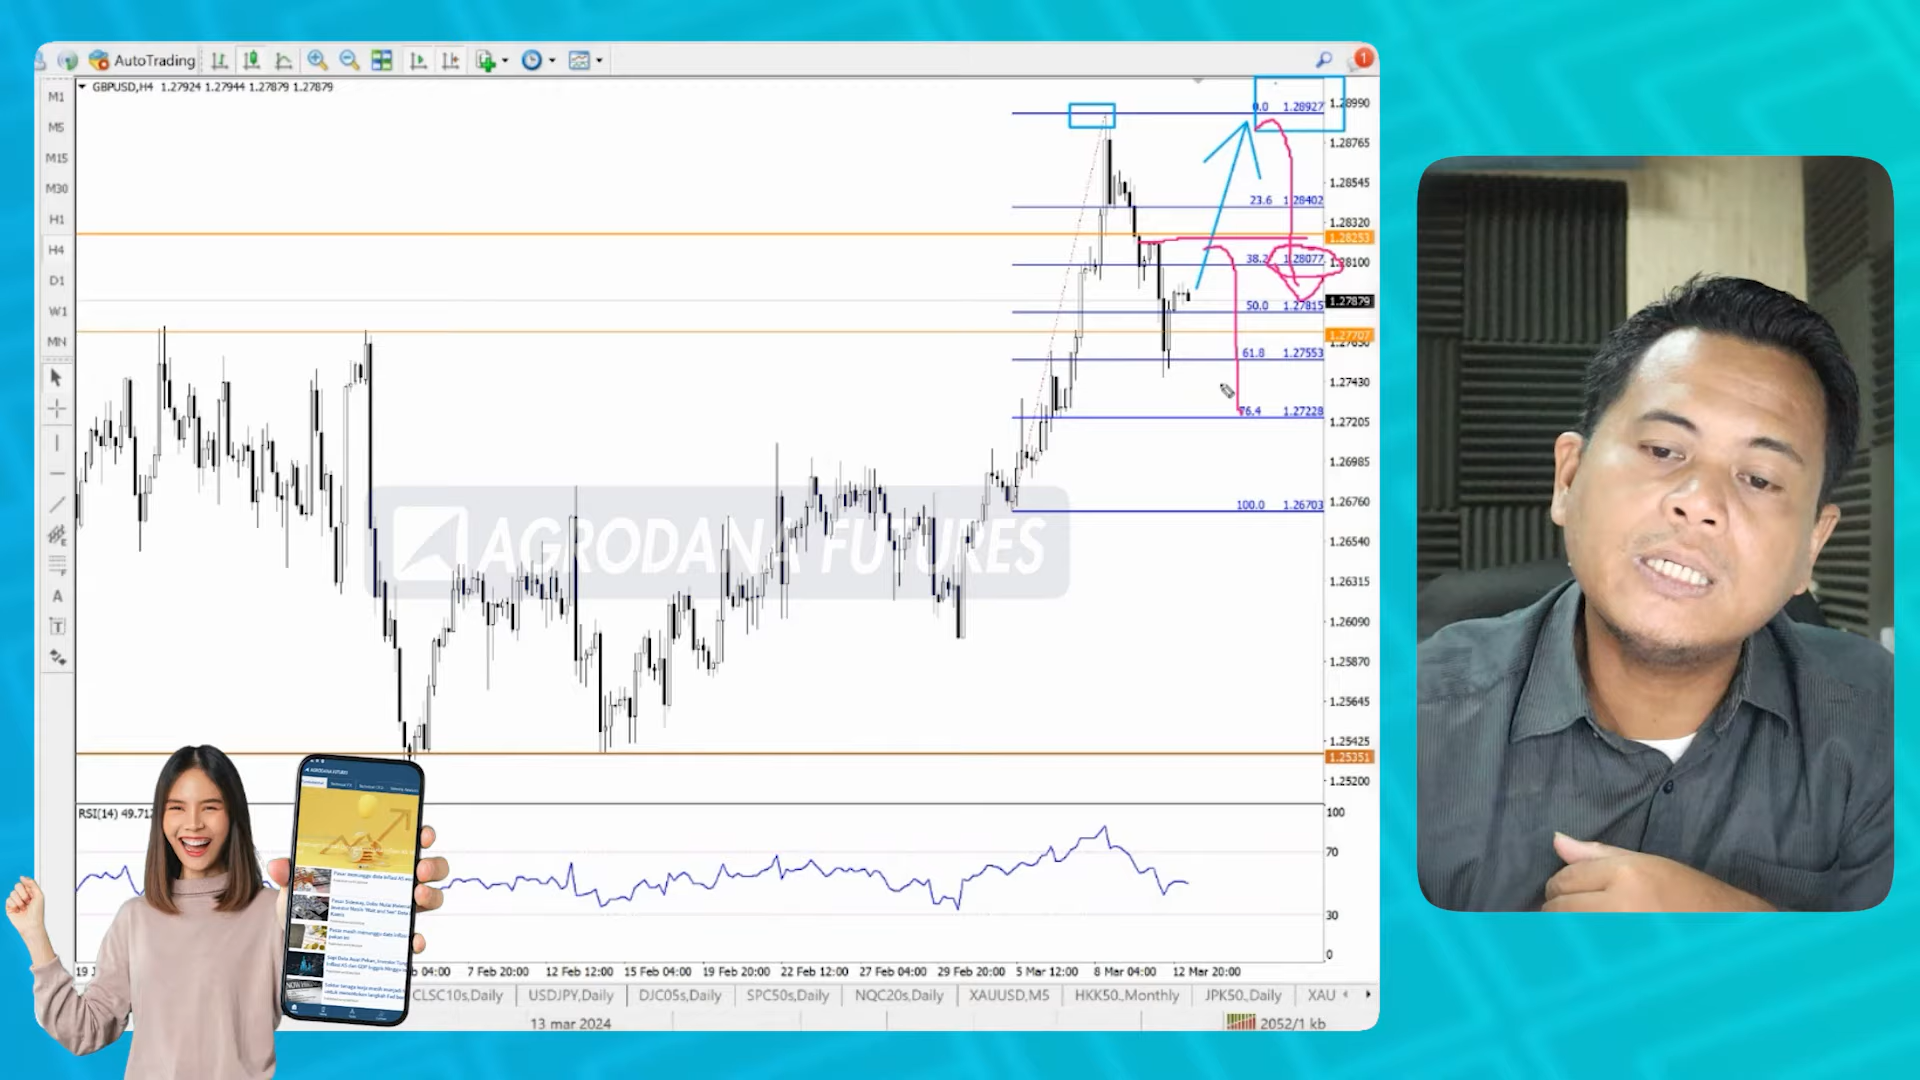 AutoTrading
1
M1
M5
M15
M30
H1
H4
D1
W1
MN
A
T
GBPUSD,H4 1.27924 1.27944 1.27879 1.27879
0.0 1.28927
23.6 1.28402
38.2 1.28077
50.0 1.27815
61.8 1.27553
76.4 1.27228
100.0 1.26703
1.28990
1.28765
1.28545
1.28320
1.28253
1.28100
1.27879
1.27707
1.27430
1.27205
1.26985
1.26760
1.26540
1.26315
1.26090
1.25870
1.25645
1.25425
1.25351
1.25200
AGRODANA FUTURES
RSI(14)
100
70
30
0
04:00 7 Feb 20:00 12 Feb 12:00 15 Feb 04:00 19 Feb 20:00 22 Feb 12:00 27 Feb 04:00 29 Feb 20:00 5 Mar 12:00 8 Mar 04:00 12 Mar 20:00
CLSC10s,Daily USDJPY,Daily DJC05s,Daily SPC50s,Daily NQC20s,Daily XAUUSD,M5 HKK50.,Monthly JPK50.,Daily XAU
13 mar 2024
2052/1 kb
AGRODANA FUTURES